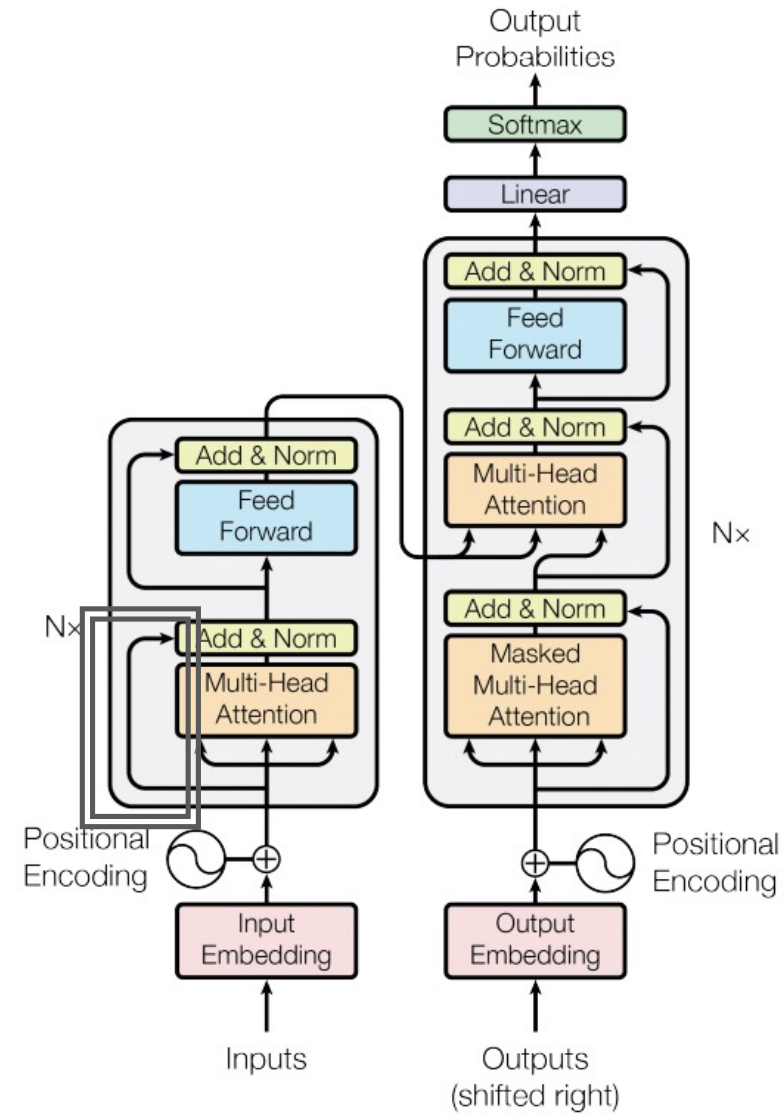 Output
Probabilities
Softmax
Linear
Add & Norm
Feed
Forward
Add & Norm
Multi-Head
Attention
Nx
Add & Norm
Masked
Multi-Head
Attention
Add & Norm
Feed
Forward
Nx
Add & Norm
Multi-Head
Attention
Positional
Encoding
Positional
Encoding
Input
Embedding
Output
Embedding
Inputs
Outputs
(shifted right)